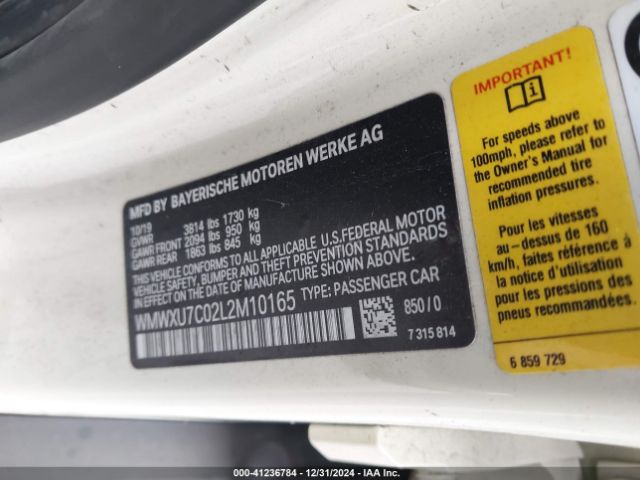 MFD BY BAYERISCHE MOTOREN WERKE AG
10/19
GVWR 3814 lbs 1730 kg
GAWR FRONT 2094 lbs 950 kg
GAWR REAR 1863 lbs 845 kg
THIS VEHICLE CONFORMS TO ALL APPLICABLE U.S.FEDERAL MOTOR
VEHICLE SAFETY, BUMPER AND THEFT PREVENTION STANDARDS
IN EFFECT ON THE DATE OF MANUFACTURE SHOWN ABOVE.
WMWXU7C02L2M10165 TYPE: PASSENGER CAR
850/0
7 315 814
IMPORTANT!
For speeds above
100mph, please refer to
the Owner's Manual for
recommended tire
inflation pressures.
Pour les vitesses
au-dessus de 160
km/h, faites référence à
la notice d'utilisation
pour les pressions des
pneus recommandées.
6 859 729
000-41236784 - 12/31/2024 - IAA Inc.